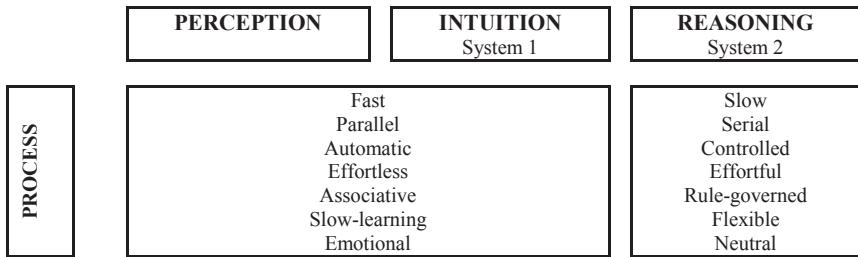 PERCEPTION
INTUITION
System 1
REASONING
System 2
PROCESS
Fast
Parallel
Automatic
Effortless
Associative
Slow-learning
Emotional
Slow
Serial
Controlled
Effortful
Rule-governed
Flexible
Neutral